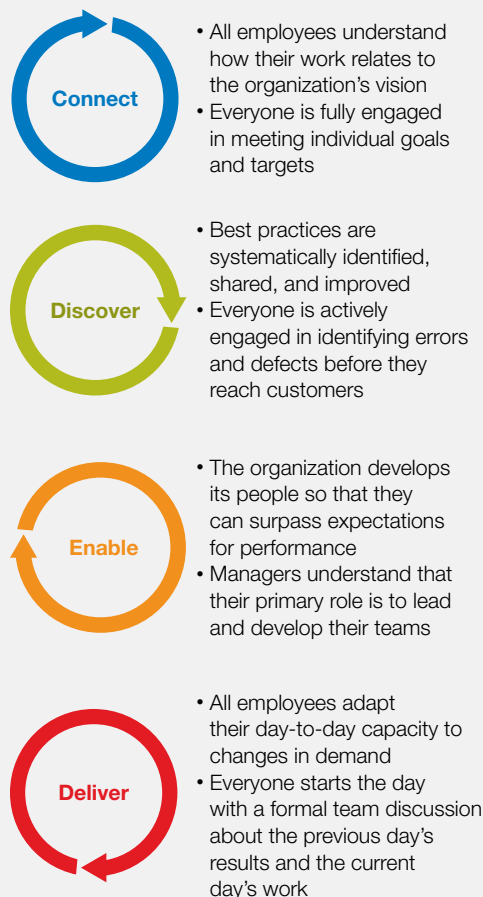 Connect
• All employees understand
how their work relates to
the organization’s vision
• Everyone is fully engaged
in meeting individual goals
and targets
Discover
• Best practices are
systematically identified,
shared, and improved
• Everyone is actively
engaged in identifying errors
and defects before they
reach customers
Enable
• The organization develops
its people so that they
can surpass expectations
for performance
• Managers understand that
their primary role is to lead
and develop their teams
Deliver
• All employees adapt
their day-to-day capacity to
changes in demand
• Everyone starts the day
with a formal team discussion
about the previous day’s
results and the current
day’s work